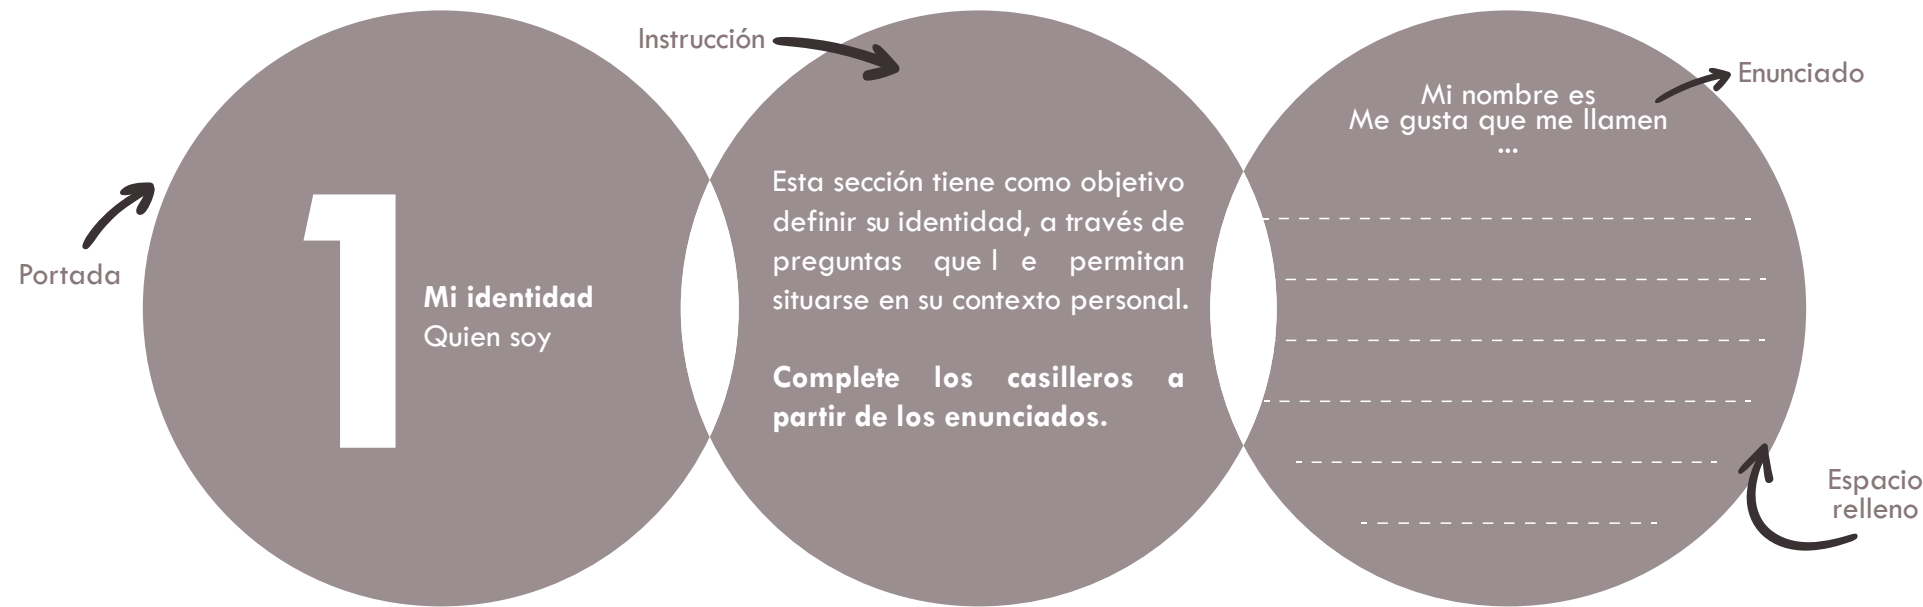 Portada
1
Mi identidad
Quien soy
Instrucción
Esta sección tiene como objetivo
definir su identidad, a través de
preguntas que l e permitan
situarse en su contexto personal.
Complete los casilleros a
partir de los enunciados.
Mi nombre es
Me gusta que me llamen
...
Enunciado
Espacio
relleno